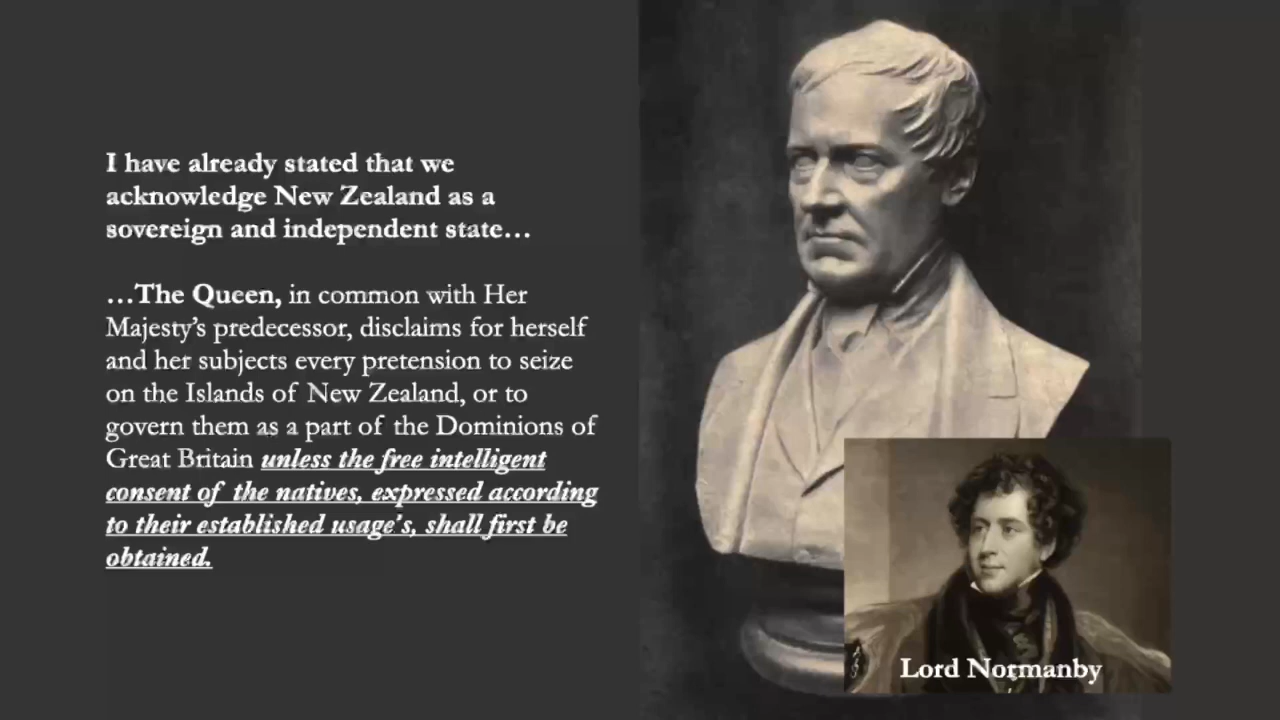 I have already stated that we
acknowledge New Zealand as a
sovereign and independent state…
…The Queen, in common with Her
Majesty's predecessor, disclaims for herself
and her subjects every pretension to seize
on the Islands of New Zealand, or to
govern them as a part of the Dominions of
Great Britain unless the free intelligent
consent of the natives, expressed according
to their established usage's, shall first be
obtained.
Lord Normanby